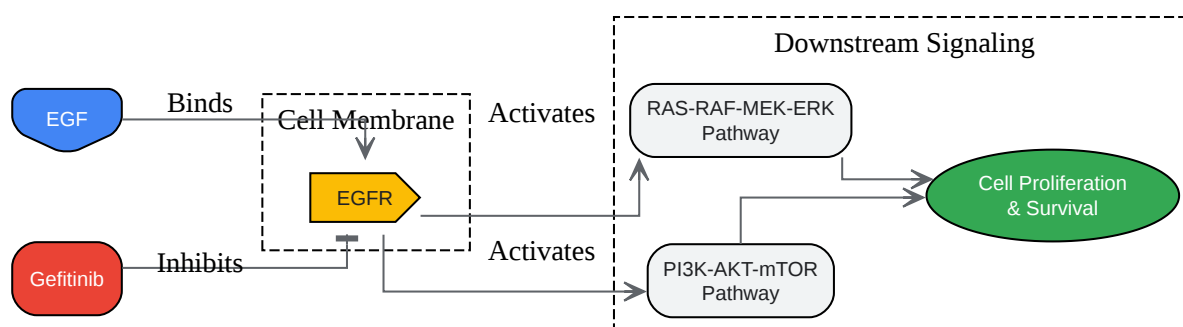 Downstream Signaling
EGF
Binds
Cell Membrane
Activates
RAS-RAF-MEK-ERK
Pathway
EGFR
Cell Proliferation
& Survival
Gefitinib
Inhibits
Activates
PI3K-AKT-mTOR
Pathway